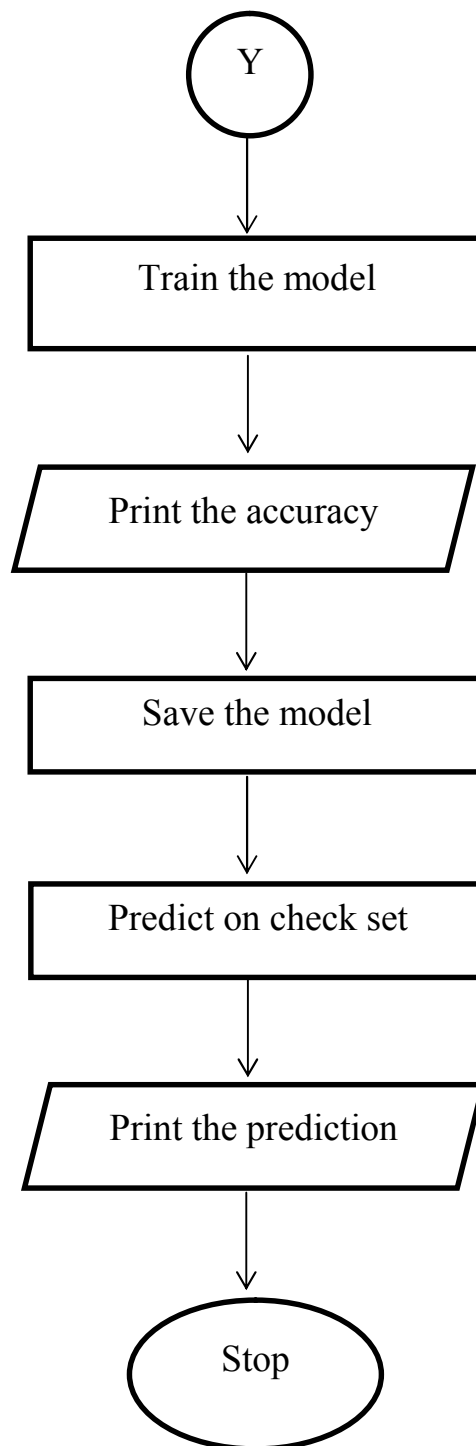 Y
Train the model
Print the accuracy
Save the model
Predict on check set
Print the prediction
Stop